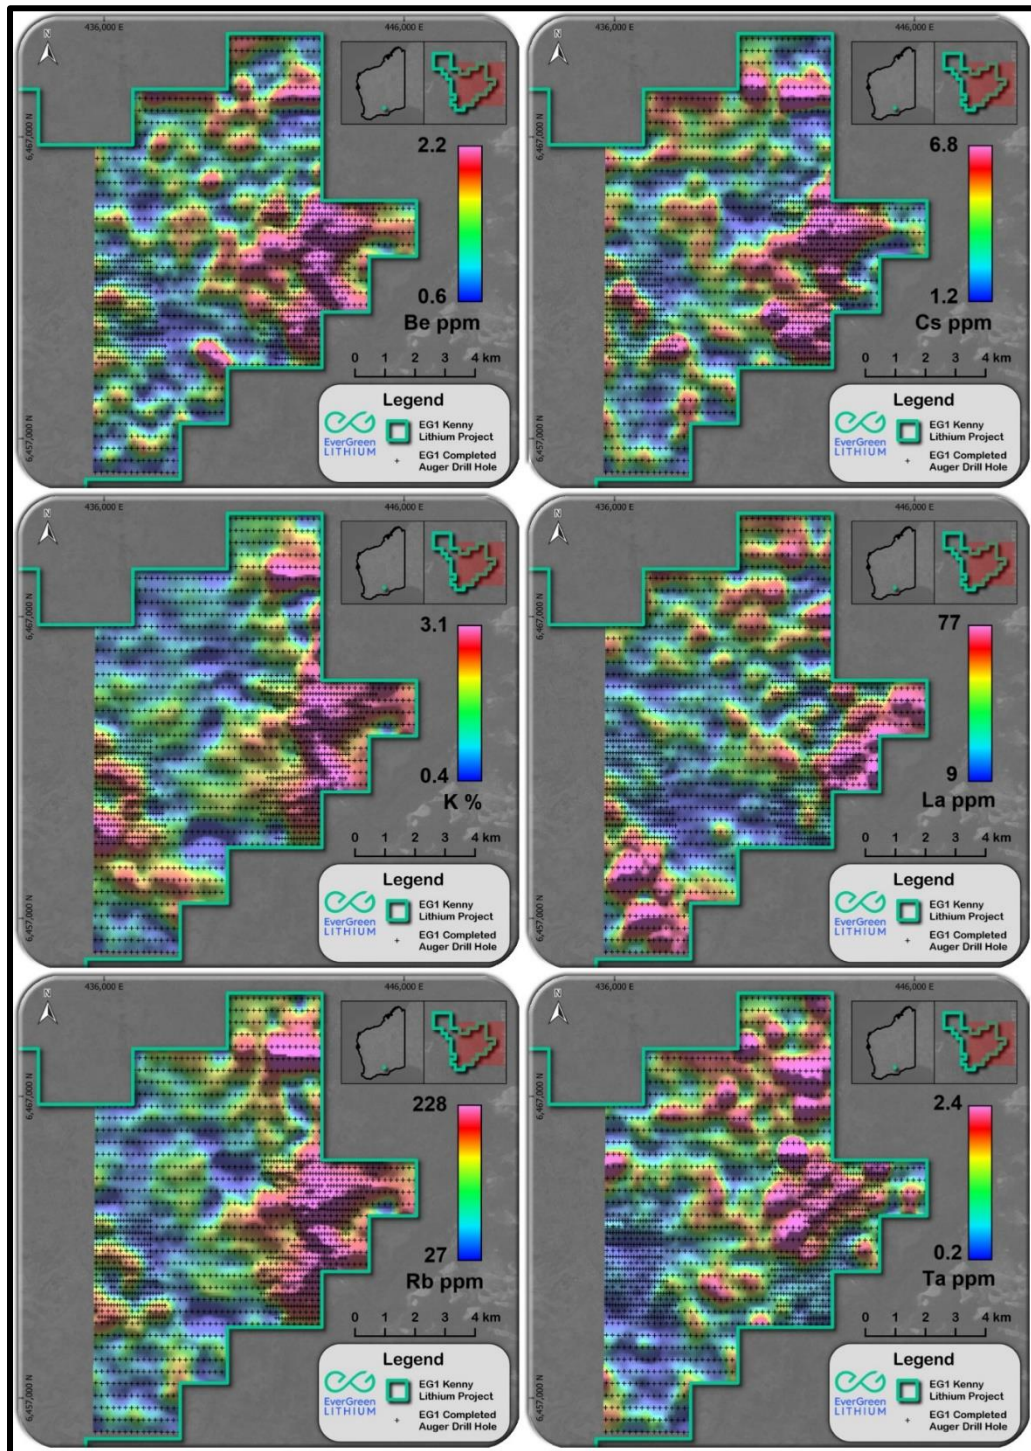 N
436,000 E
446,000 E
6,467,000 N
2.2
0.6
Be ppm
0 1 2 3 4 km
Legend
EverGreen
LITHIUM
EG1 Kenny
Lithium Project
EG1 Completed
Auger Drill Hole
6,457,000 N
N
436,000 E
446,000 E
6,467,000 N
6.8
1.2
Cs ppm
0 1 2 3 4 km
Legend
EverGreen
LITHIUM
EG1 Kenny
Lithium Project
EG1 Completed
Auger Drill Hole
6,457,000 N
N
436,000 E
446,000 E
6,467,000 N
3.1
0.4
K %
0 1 2 3 4 km
Legend
EverGreen
LITHIUM
EG1 Kenny
Lithium Project
EG1 Completed
Auger Drill Hole
6,457,000 N
N
436,000 E
446,000 E
6,467,000 N
77
9
La ppm
0 1 2 3 4 km
Legend
EverGreen
LITHIUM
EG1 Kenny
Lithium Project
EG1 Completed
Auger Drill Hole
6,457,000 N
N
436,000 E
446,000 E
6,467,000 N
228
27
Rb ppm
0 1 2 3 4 km
Legend
EverGreen
LITHIUM
EG1 Kenny
Lithium Project
EG1 Completed
Auger Drill Hole
6,457,000 N
N
436,000 E
446,000 E
6,467,000 N
2.4
0.2
Ta ppm
0 1 2 3 4 km
Legend
EverGreen
LITHIUM
EG1 Kenny
Lithium Project
EG1 Completed
Auger Drill Hole
6,457,000 N